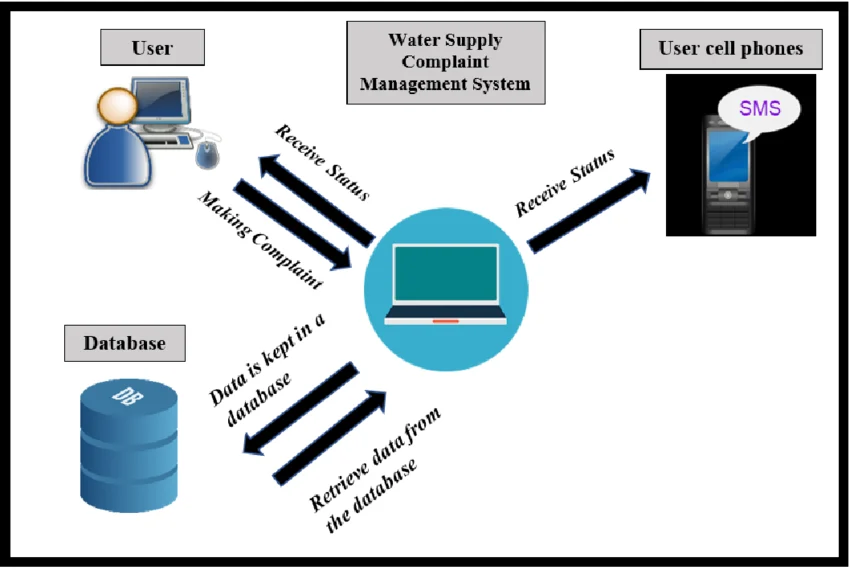 User
Water Supply
Complaint
Management System
User cell phones
SMS
Receive Status
Making Complaint
Receive Status
Database
DB
Data is kept in a
database
Retrieve data from
the database